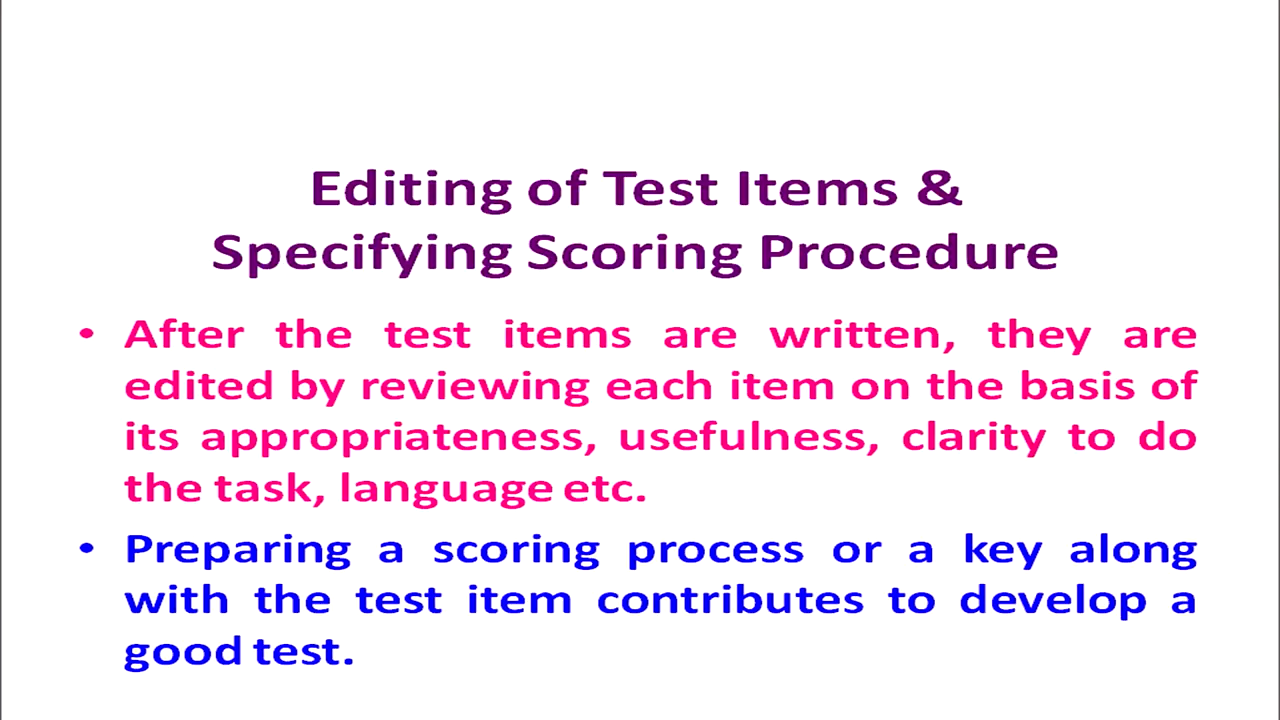 Editing of Test Items &
Specifying Scoring Procedure
• After the test items are written, they are
edited by reviewing each item on the basis of
its appropriateness, usefulness, clarity to do
the task, language etc.
• Preparing a scoring process or a key along
with the test item contributes to develop a
good test.